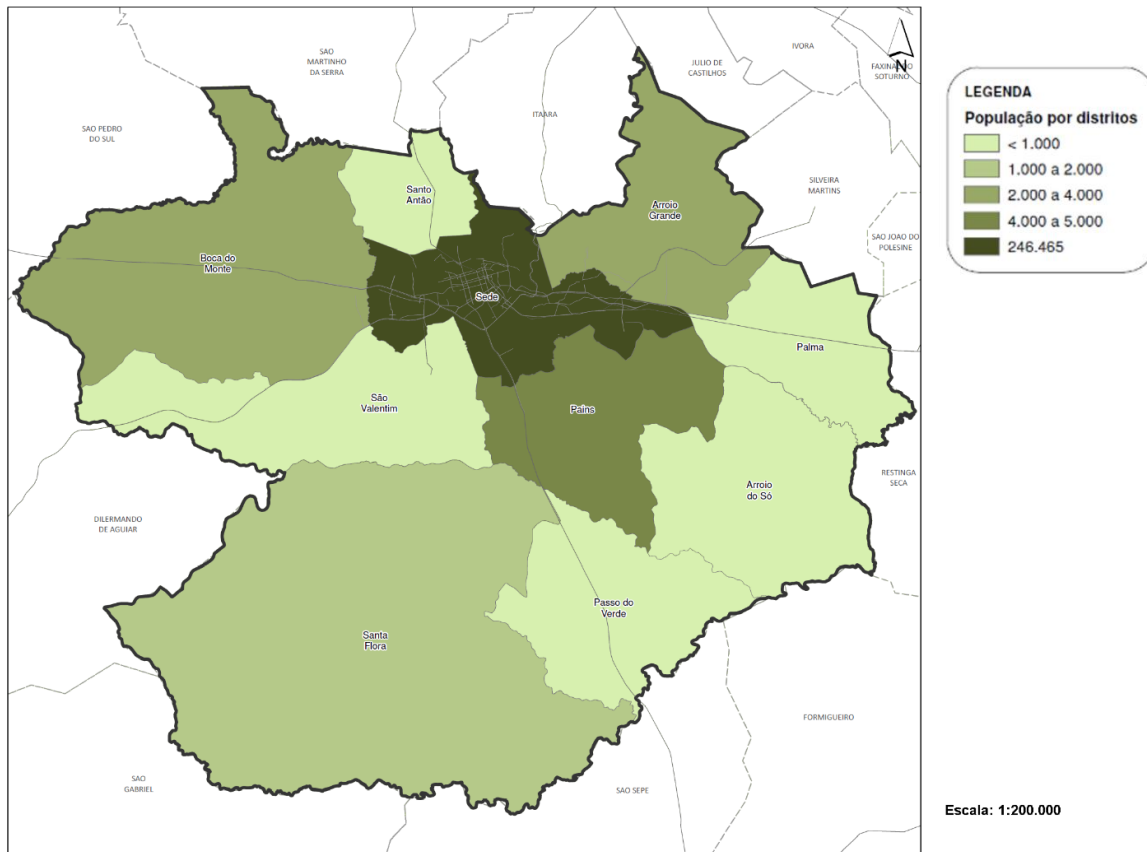 SAO
MARTINHO
DA SERRA
JULIO DE
CASTILHOS
IVORA
N
FAXINAL DO
SOTURNO
SAO PEDRO
DO SUL
ITAARA
SILVEIRA
MARTINS
SAO JOAO DO
POLESINE
Santo
Antão
Arroio
Grande
Boca do
Monte
Sede
Palma
São
Valentim
Pains
Arroio
do Só
RESTINGA
SECA
DILERMANDO
DE AGUIAR
Passo do
Verde
Santa
Flora
FORMIGUEIRO
SAO
GABRIEL
SAO SEPE
LEGENDA
População por distritos
< 1.000
1.000 a 2.000
2.000 a 4.000
4.000 a 5.000
246.465
Escala: 1:200.000